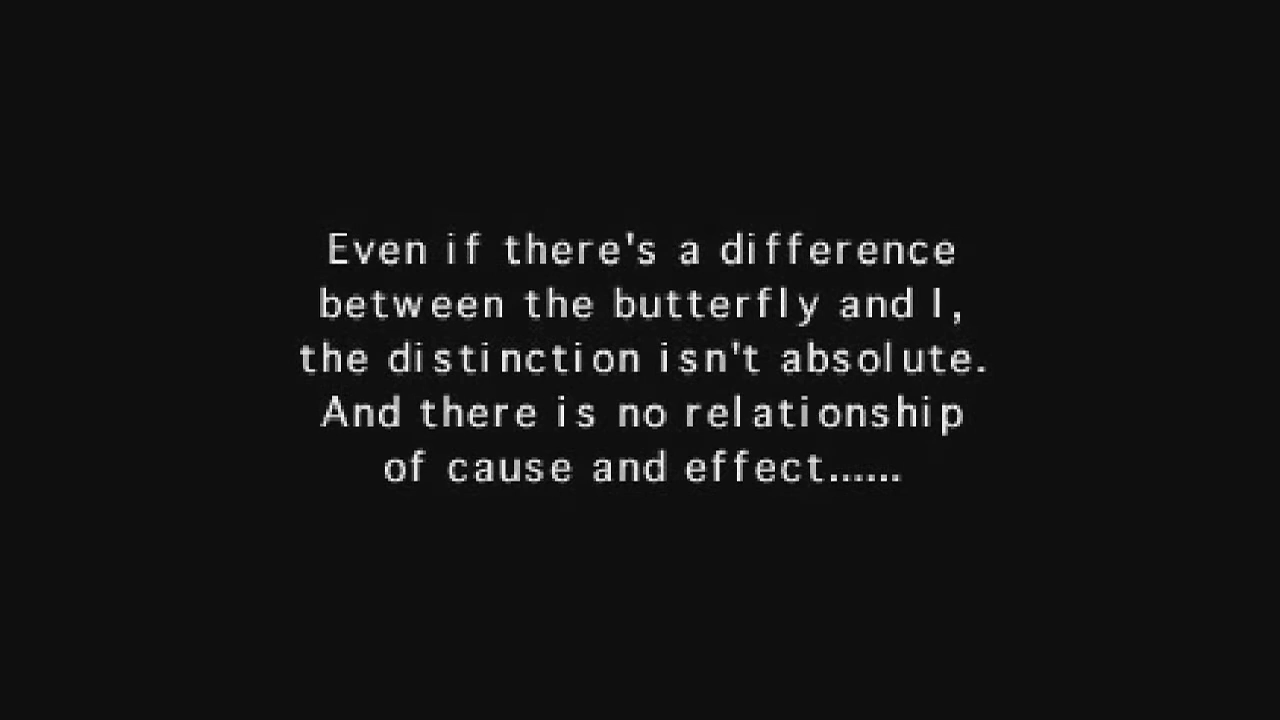 Even if there's a difference
between the butterfly and I,
the distinction isn't absolute.
And there is no relationship
of cause and effect......